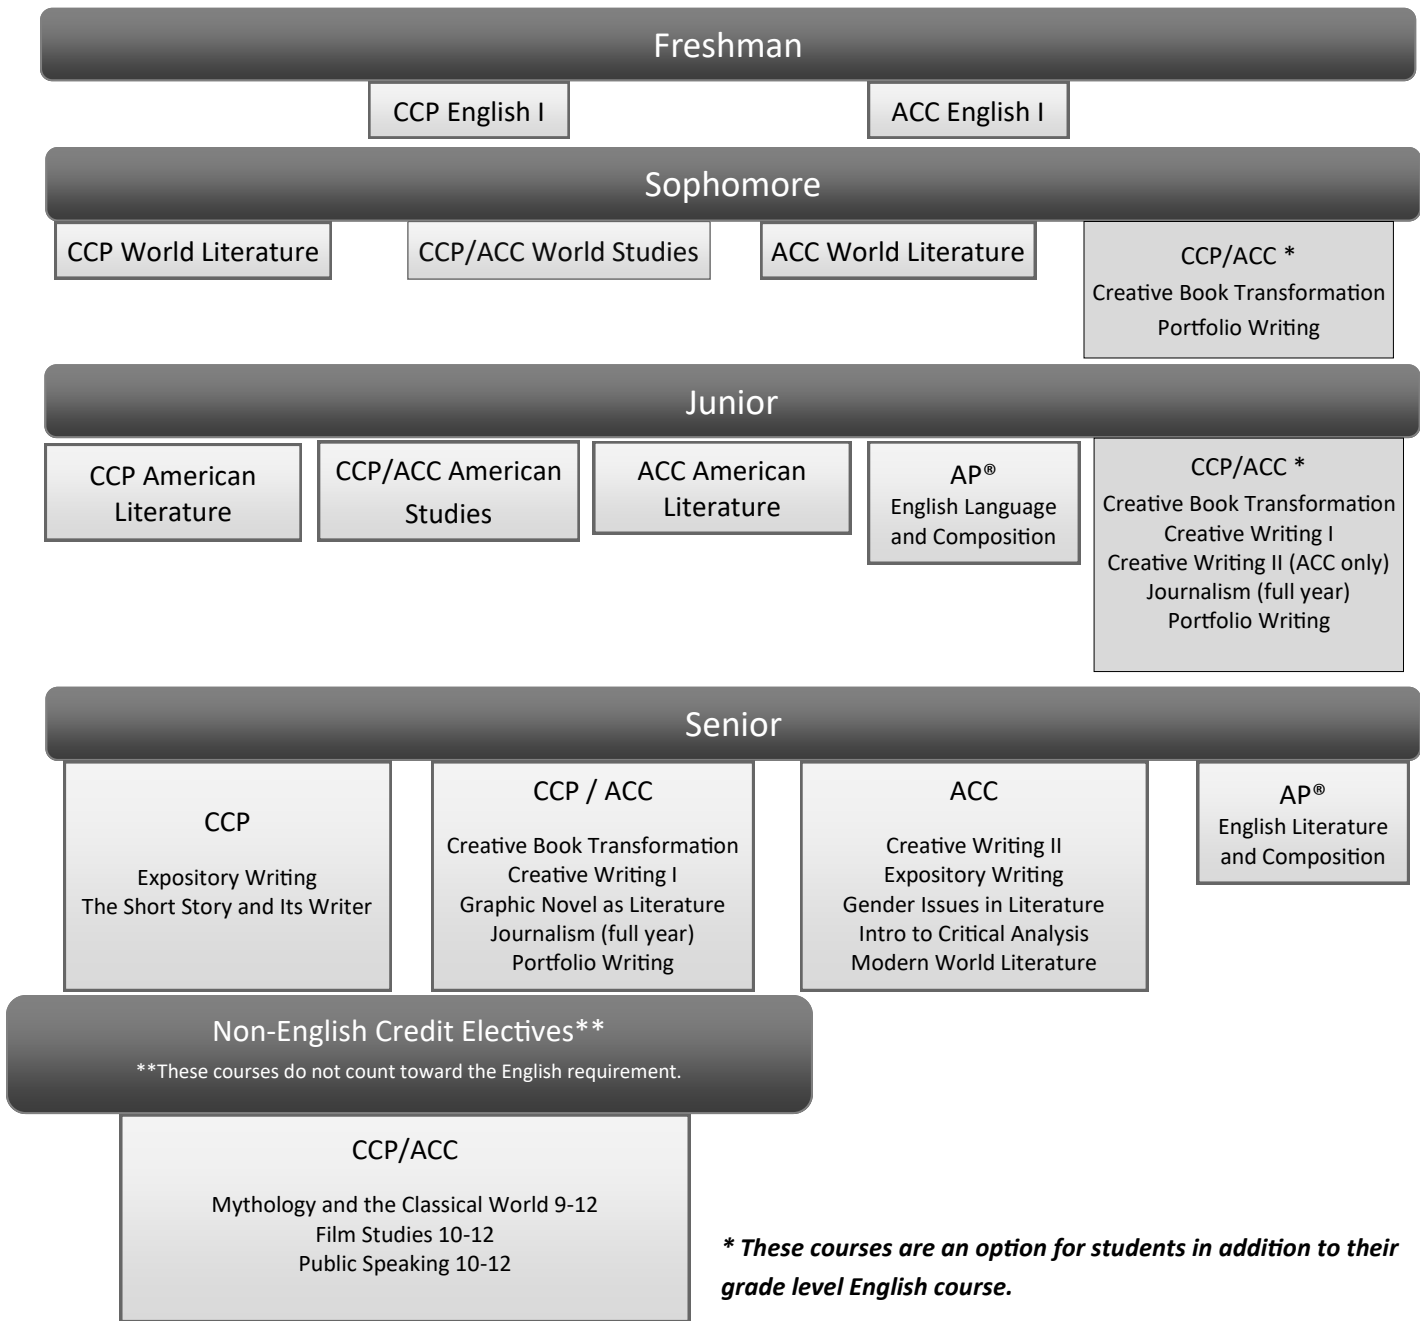 Freshman
CCP English I
ACC English I
Sophomore
CCP World Literature
CCP/ACC World Studies
ACC World Literature
CCP/ACC *
Creative Book Transformation
Portfolio Writing
Junior
CCP American
Literature
CCP/ACC American
Studies
ACC American
Literature
AP®
English Language
and Composition
CCP/ACC *
Creative Book Transformation
Creative Writing I
Creative Writing II (ACC only)
Journalism (full year)
Portfolio Writing
Senior
CCP
Expository Writing
The Short Story and Its Writer
CCP / ACC
Creative Book Transformation
Creative Writing I
Graphic Novel as Literature
Journalism (full year)
Portfolio Writing
ACC
Creative Writing II
Expository Writing
Gender Issues in Literature
Intro to Critical Analysis
Modern World Literature
AP®
English Literature
and Composition
Non-English Credit Electives**
**These courses do not count toward the English requirement.
CCP/ACC
Mythology and the Classical World 9-12
Film Studies 10-12
Public Speaking 10-12
* These courses are an option for students in addition to their
grade level English course.